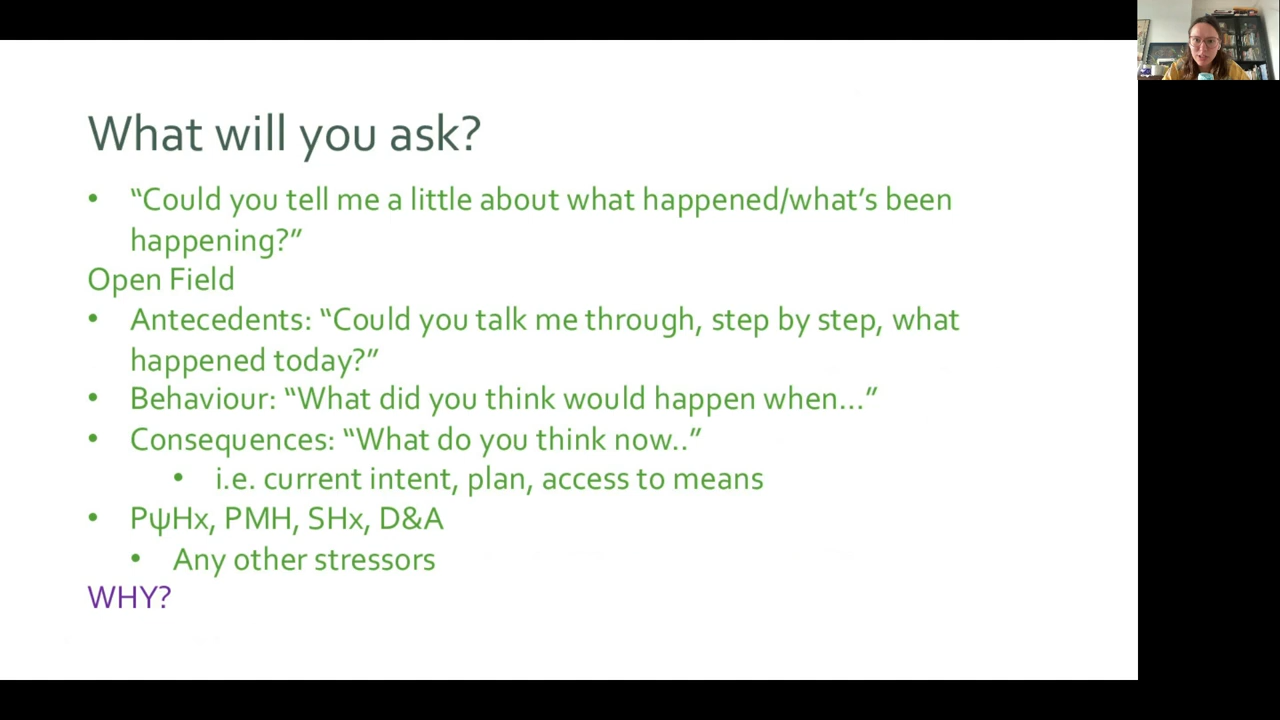 What will you ask?
• “Could you tell me a little about what happened/what’s been
happening?”
Open Field
• Antecedents: “Could you talk me through, step by step, what
happened today?”
• Behaviour: “What did you think would happen when…”
• Consequences: “What do you think now..”
• i.e. current intent, plan, access to means
• PψHx, PMH, SHx, D&A
• Any other stressors
WHY?